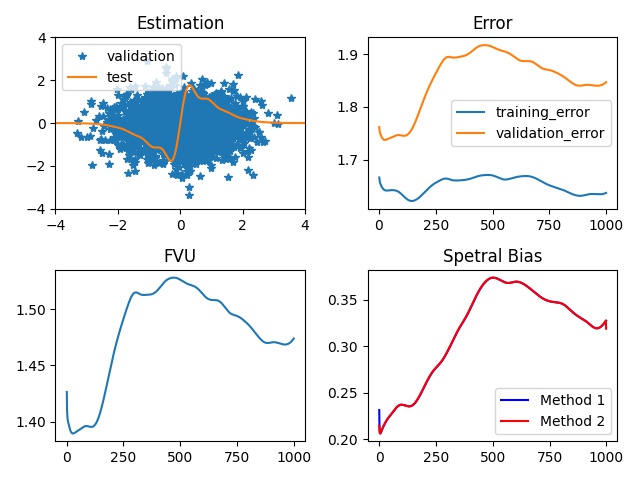 Estimation
validation
test
4
2
0
−2
−4
−4 −2 0 2 4
Error
1.9
1.8
1.7
training_error
validation_error
0 250 500 750 1000
FVU
1.50
1.45
1.40
0 250 500 750 1000
Spetral Bias
0.35
0.30
0.25
0.20
Method 1
Method 2
0 250 500 750 1000